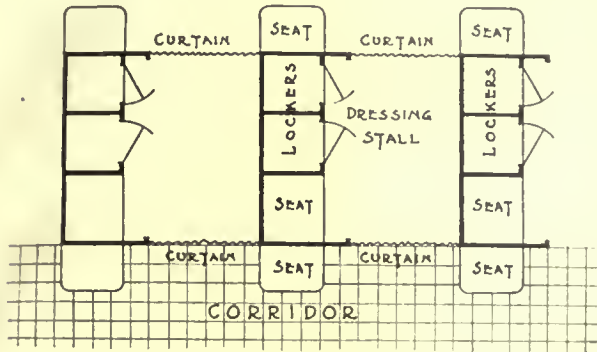 SEAT
SEAT
CURTAIN
CURTAIN
LOCKERS
DRESSING
STALL
LOCKERS
SEAT
SEAT
CURTAIN
SEAT
CURTAIN
SEAT
CORRIDOR